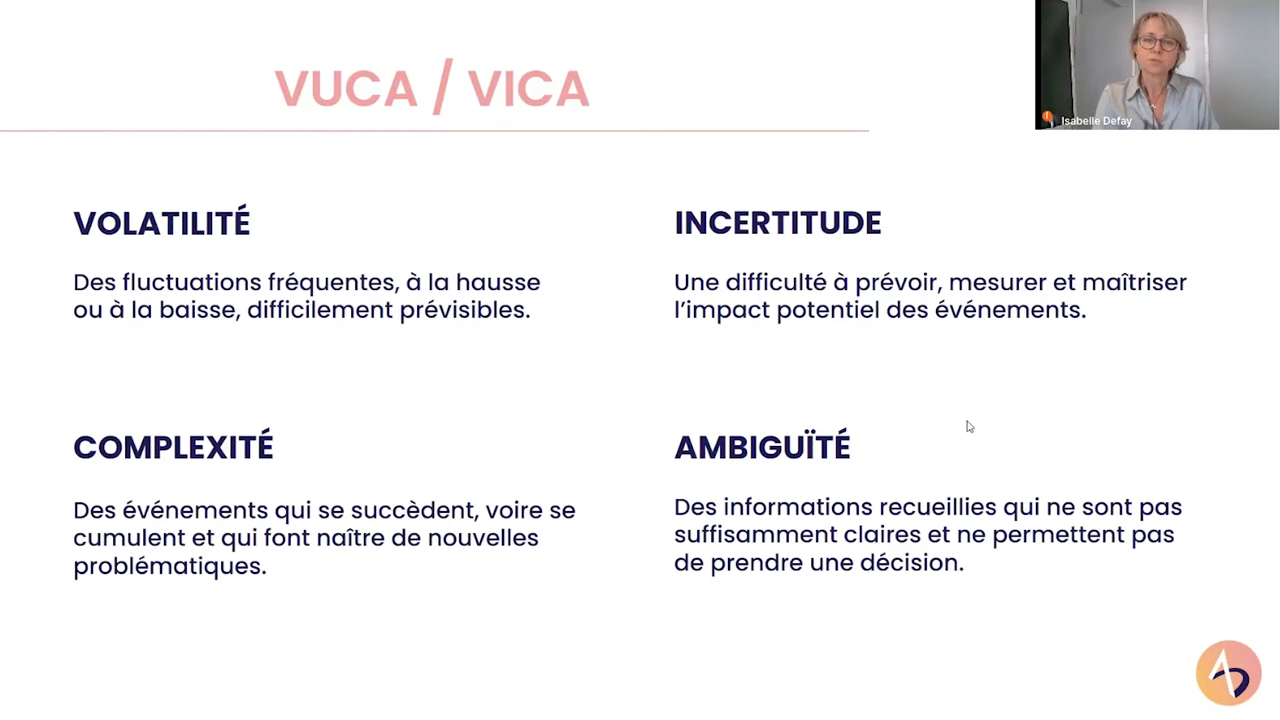 VUCA / VICA
Isabelle Defay
VOLATILITÉ
Des fluctuations fréquentes, à la hausse
ou à la baisse, difficilement prévisibles.
INCERTITUDE
Une difficulté à prévoir, mesurer et maîtriser
l’impact potentiel des événements.
COMPLEXITÉ
Des événements qui se succèdent, voire se
cumulent et qui font naître de nouvelles
problématiques.
AMBIGUÏTÉ
Des informations recueillies qui ne sont pas
suffisamment claires et ne permettent pas
de prendre une décision.